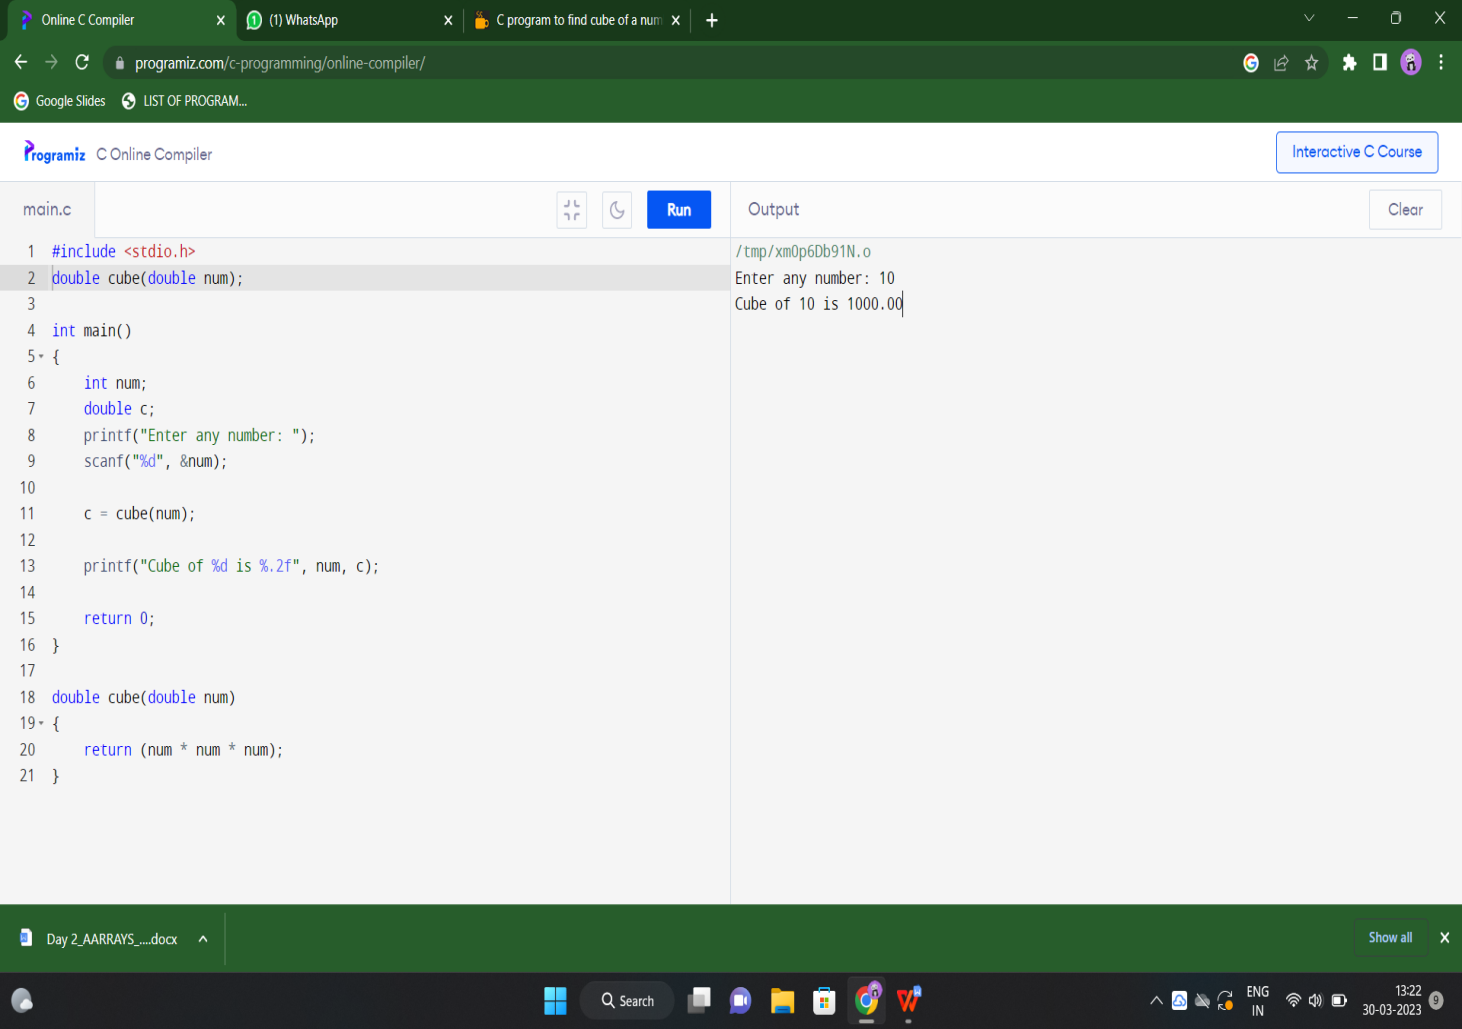 Online C Compiler
(1) WhatsApp
C program to find cube of a num
programiz.com/c-programming/online-compiler/
Google Slides
LIST OF PROGRAM...
Programiz C Online Compiler
Interactive C Course
main.c
Run
Output
Clear
1 #include <stdio.h>
2 double cube(double num);
3
4 int main()
5 {
6 int num;
7 double c;
8 printf("Enter any number: ");
9 scanf("%d", &num);
10
11 c = cube(num);
12
13 printf("Cube of %d is %.2f", num, c);
14
15 return 0;
16 }
17
18 double cube(double num)
19 {
20 return (num * num * num);
21 }
/tmp/xm0p6Db91N.o
Enter any number: 10
Cube of 10 is 1000.00
Day 2_AARRAYS_....docx
Show all
Search
ENG
IN
13:22
30-03-2023
9